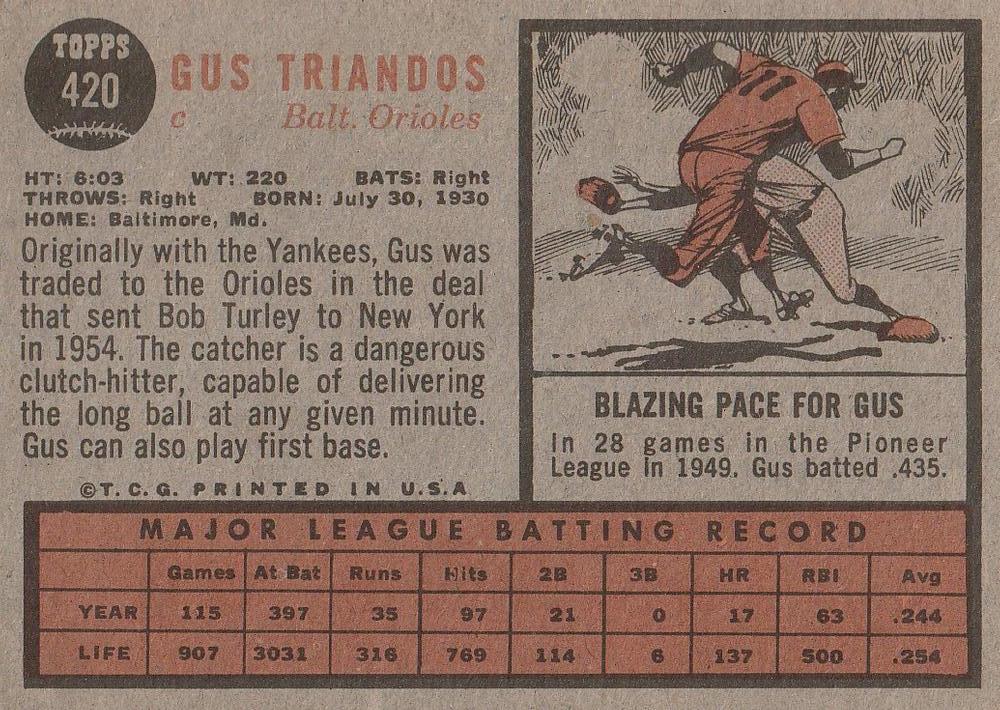 TOPPS
420
GUS TRIANDOS
C Balt. Orioles
HT: 6:03 WT: 220 BATS: Right
THROWS: Right BORN: July 30, 1930
HOME: Baltimore, Md.
Originally with the Yankees, Gus was
traded to the Orioles in the deal
that sent Bob Turley to New York
in 1954. The catcher is a dangerous
clutch-hitter, capable of delivering
the long ball at any given minute.
Gus can also play first base.
©T.C.G. PRINTED IN U.S.A
11
BLAZING PACE FOR GUS
In 28 games in the Pioneer
League in 1949. Gus batted .435.
MAJOR LEAGUE BATTING RECORD
Games At Bat Runs Hits 2B 3B HR RBI Avg
YEAR 115 397 35 97 21 0 17 63 .244
LIFE 907 3031 316 769 114 6 137 500 .254